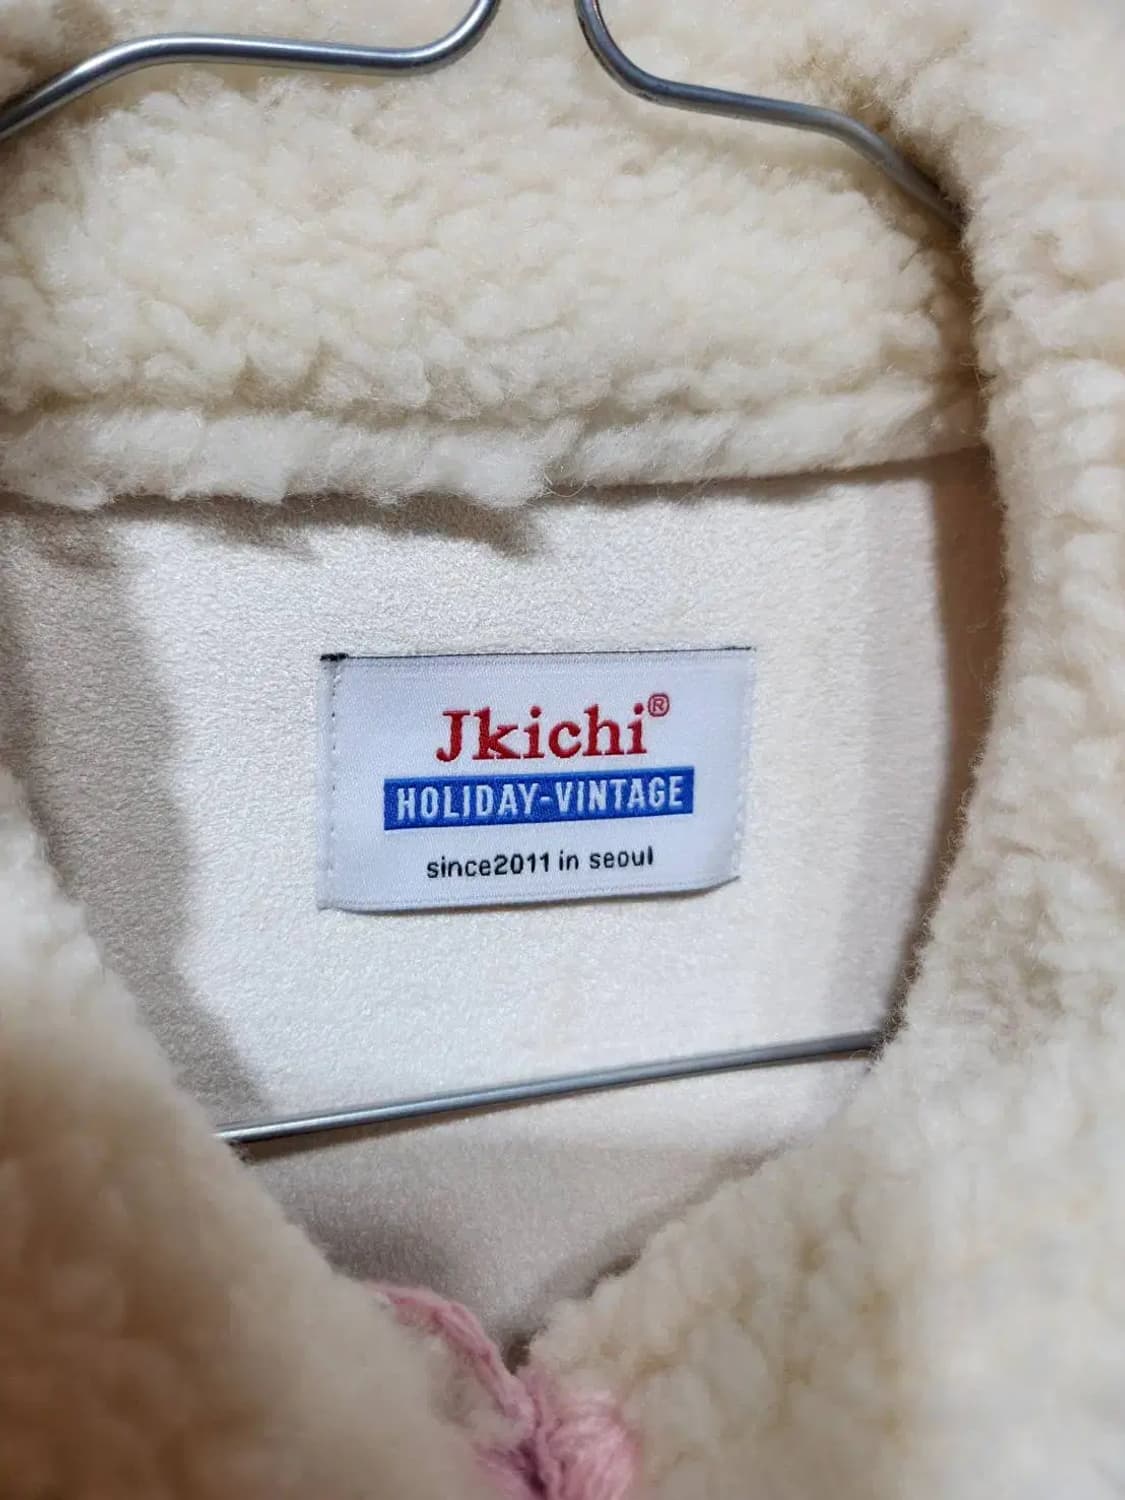 Jkichi®
HOLIDAY-VINTAGE
since2011 in seoul